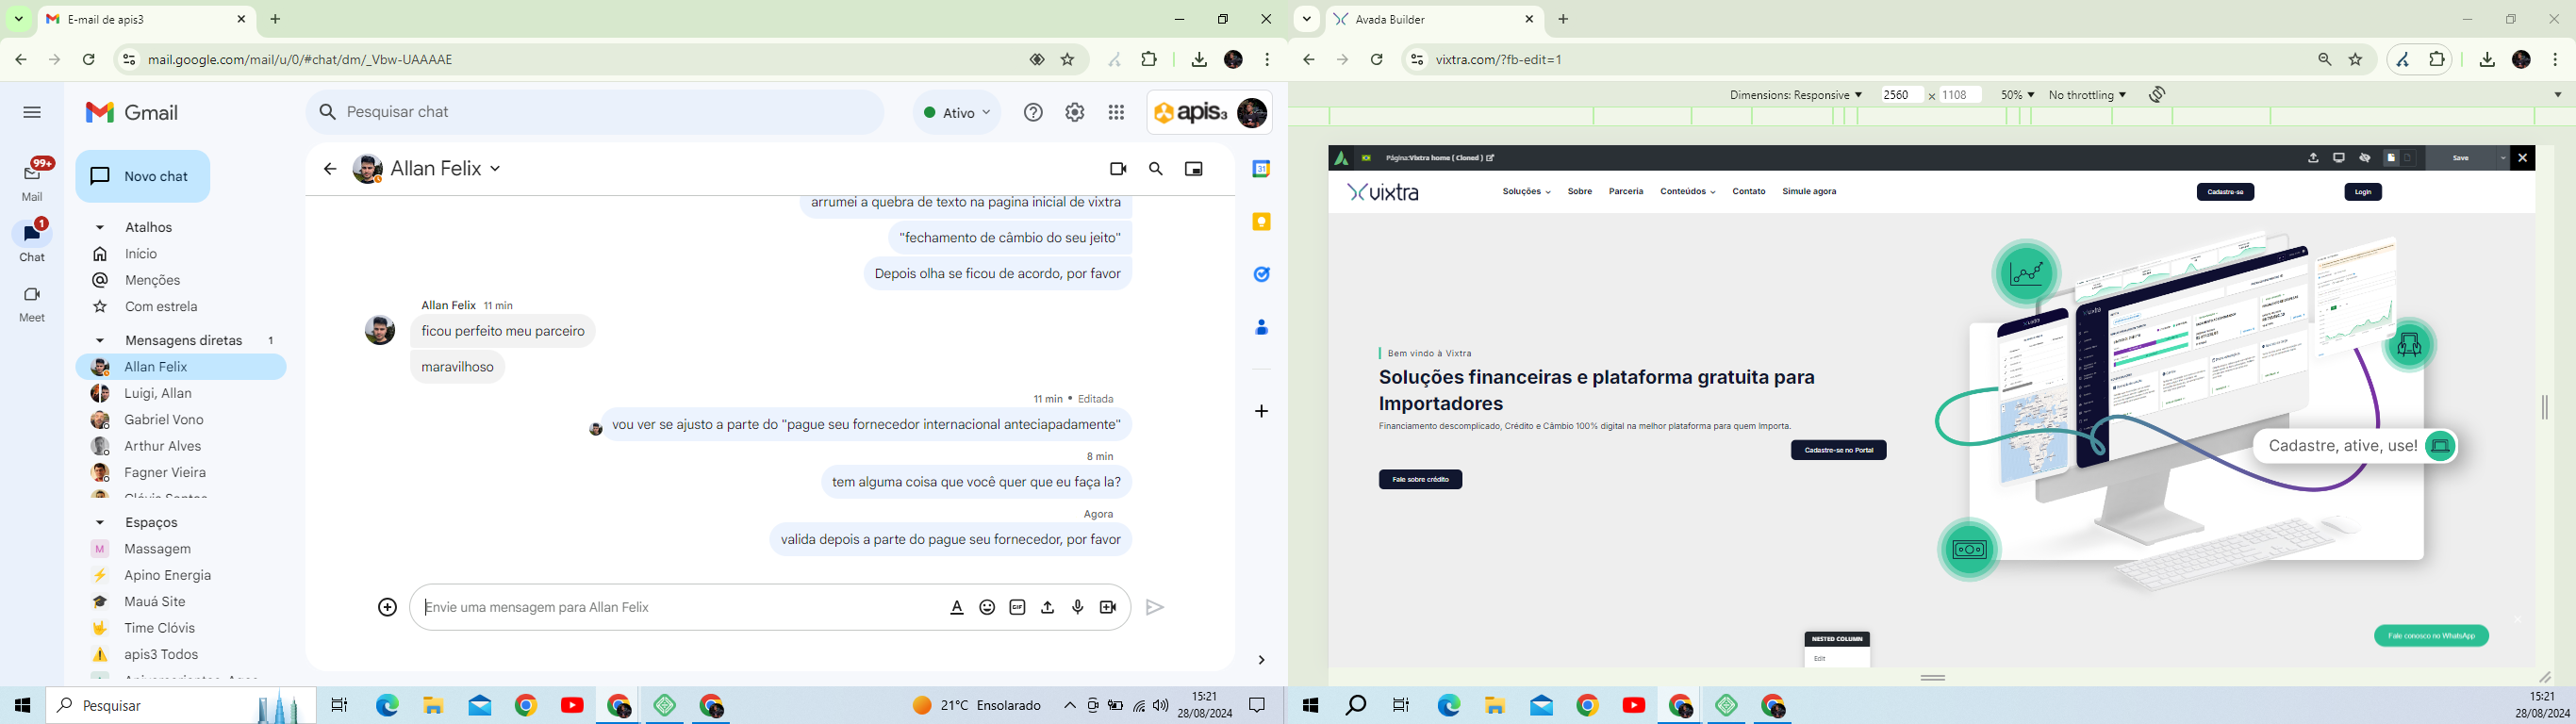 E-mail de apis3
mail.google.com/mail/u/0/#chat/dm/_Vbw-UAAAAE
Gmail
Pesquisar chat
Ativo
apis3
99+
Mail
1
Chat
Meet
Novo chat
Atalhos
Início
Menções
Com estrela
Mensagens diretas 1
Allan Felix
Luigi, Allan
Gabriel Vono
Arthur Alves
Fagner Vieira
Clóvis Santos
Espaços
M Massagem
Apino Energia
Mauá Site
Time Clóvis
apis3 Todos
Allan Felix
arrumei a quebra de texto na pagina inicial de vixtra
"fechamento de câmbio do seu jeito"
Depois olha se ficou de acordo, por favor
Allan Felix 11 min
ficou perfeito meu parceiro
maravilhoso
11 min • Editada
vou ver se ajusto a parte do "pague seu fornecedor internacional anteciapadamente"
8 min
tem alguma coisa que você quer que eu faça la?
Agora
valida depois a parte do pague seu fornecedor, por favor
Envie uma mensagem para Allan Felix
GIF
31
Pesquisar
21°C Ensolarado
15:21
28/08/2024
Avada Builder
vixtra.com/?fb-edit=1
Dimensions: Responsive 2560 x 1108 50% No throttling
Página:Vixtra home ( Cloned )
Save
vixtra
Soluções Sobre Parceria Conteúdos Contato Simule agora
Cadastre-se
Login
Bem vindo à Vixtra
Soluções financeiras e plataforma gratuita para
Importadores
Financiamento descomplicado, Crédito e Câmbio 100% digital na melhor plataforma para quem Importa.
Cadastre-se no Portal
Fale sobre crédito
Cadastre, ative, use!
NESTED COLUMN
Edit
Fale conosco no WhatsApp
15:21
28/08/2024